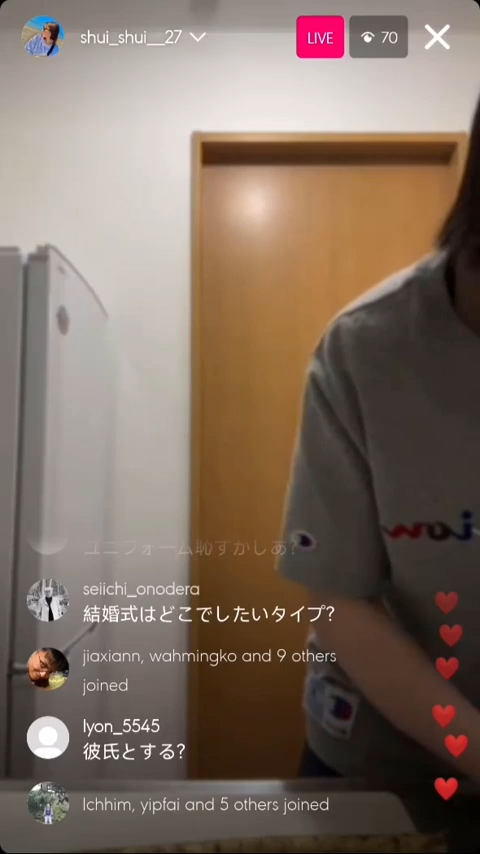 shui_shui__27
LIVE
70
ユニフォーム恥ずかしあ?
seiichi_onodera
結婚式はどこでしたいタイプ?
jiaxiann, wahmingko and 9 others
joined
lyon_5545
彼氏とする?
lchhim, yipfai and 5 others joined